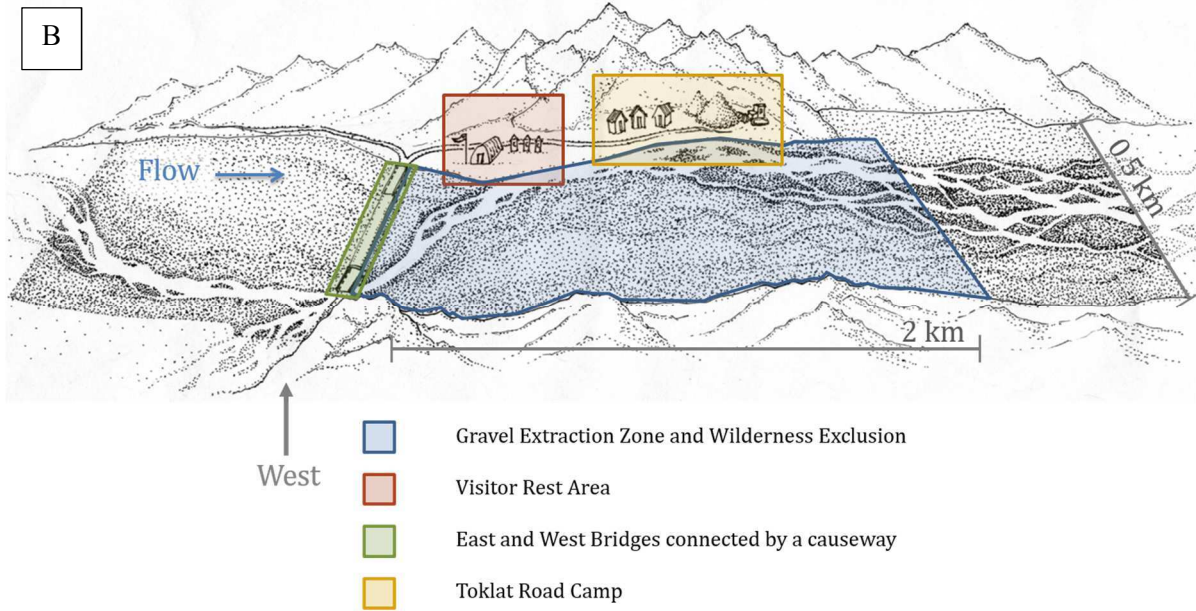 B
Flow
0.5 km
2 km
West
Gravel Extraction Zone and Wilderness Exclusion
Visitor Rest Area
East and West Bridges connected by a causeway
Toklat Road Camp